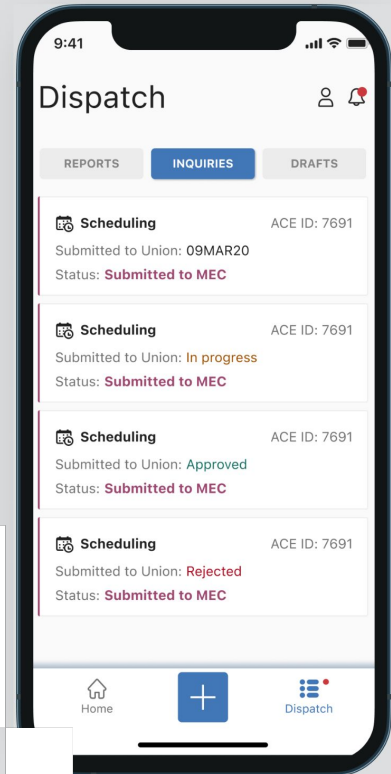 9:41
Dispatch
REPORTS INQUIRIES DRAFTS
Scheduling ACE ID: 7691
Submitted to Union: 09MAR20
Status: Submitted to MEC
Scheduling ACE ID: 7691
Submitted to Union: In progress
Status: Submitted to MEC
Scheduling ACE ID: 7691
Submitted to Union: Approved
Status: Submitted to MEC
Scheduling ACE ID: 7691
Submitted to Union: Rejected
Status: Submitted to MEC
Home Dispatch